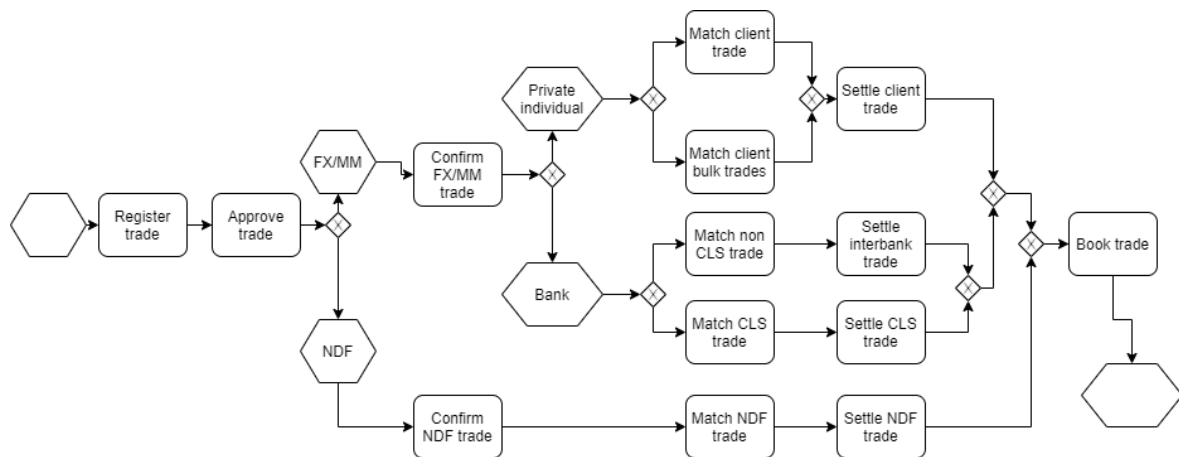 Match client
trade
Private
individual
Settle client
trade
FX/MM
Confirm
FX/MM
trade
Match client
bulk trades
Register
trade
Approve
trade
Match non
CLS trade
Settle
interbank
trade
Book trade
Bank
Match CLS
trade
Settle CLS
trade
NDF
Confirm
NDF trade
Match NDF
trade
Settle NDF
trade